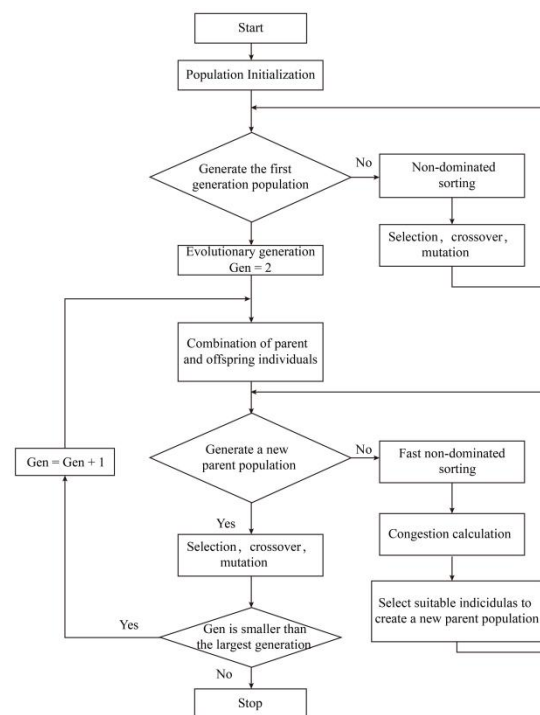 Start
Population Initialization
Generate the first
generation population
No
Non-dominated
sorting
Selection, crossover,
mutation
Evolutionary generation
Gen = 2
Combination of parent
and offspring individuals
Generate a new
parent population
No
Fast non-dominated
sorting
Gen = Gen + 1
Yes
Selection, crossover,
mutation
Congestion calculation
Select suitable indicidulas to
create a new parent population
Yes
Gen is smaller than
the largest generation
No
Stop